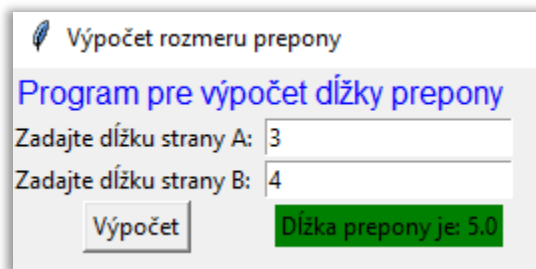 Výpočet rozmeru prepony
Program pre výpočet dĺžky prepony
Zadajte dĺžku strany A: 3
Zadajte dĺžku strany B: 4
Výpočet Dĺžka prepony je: 5.0